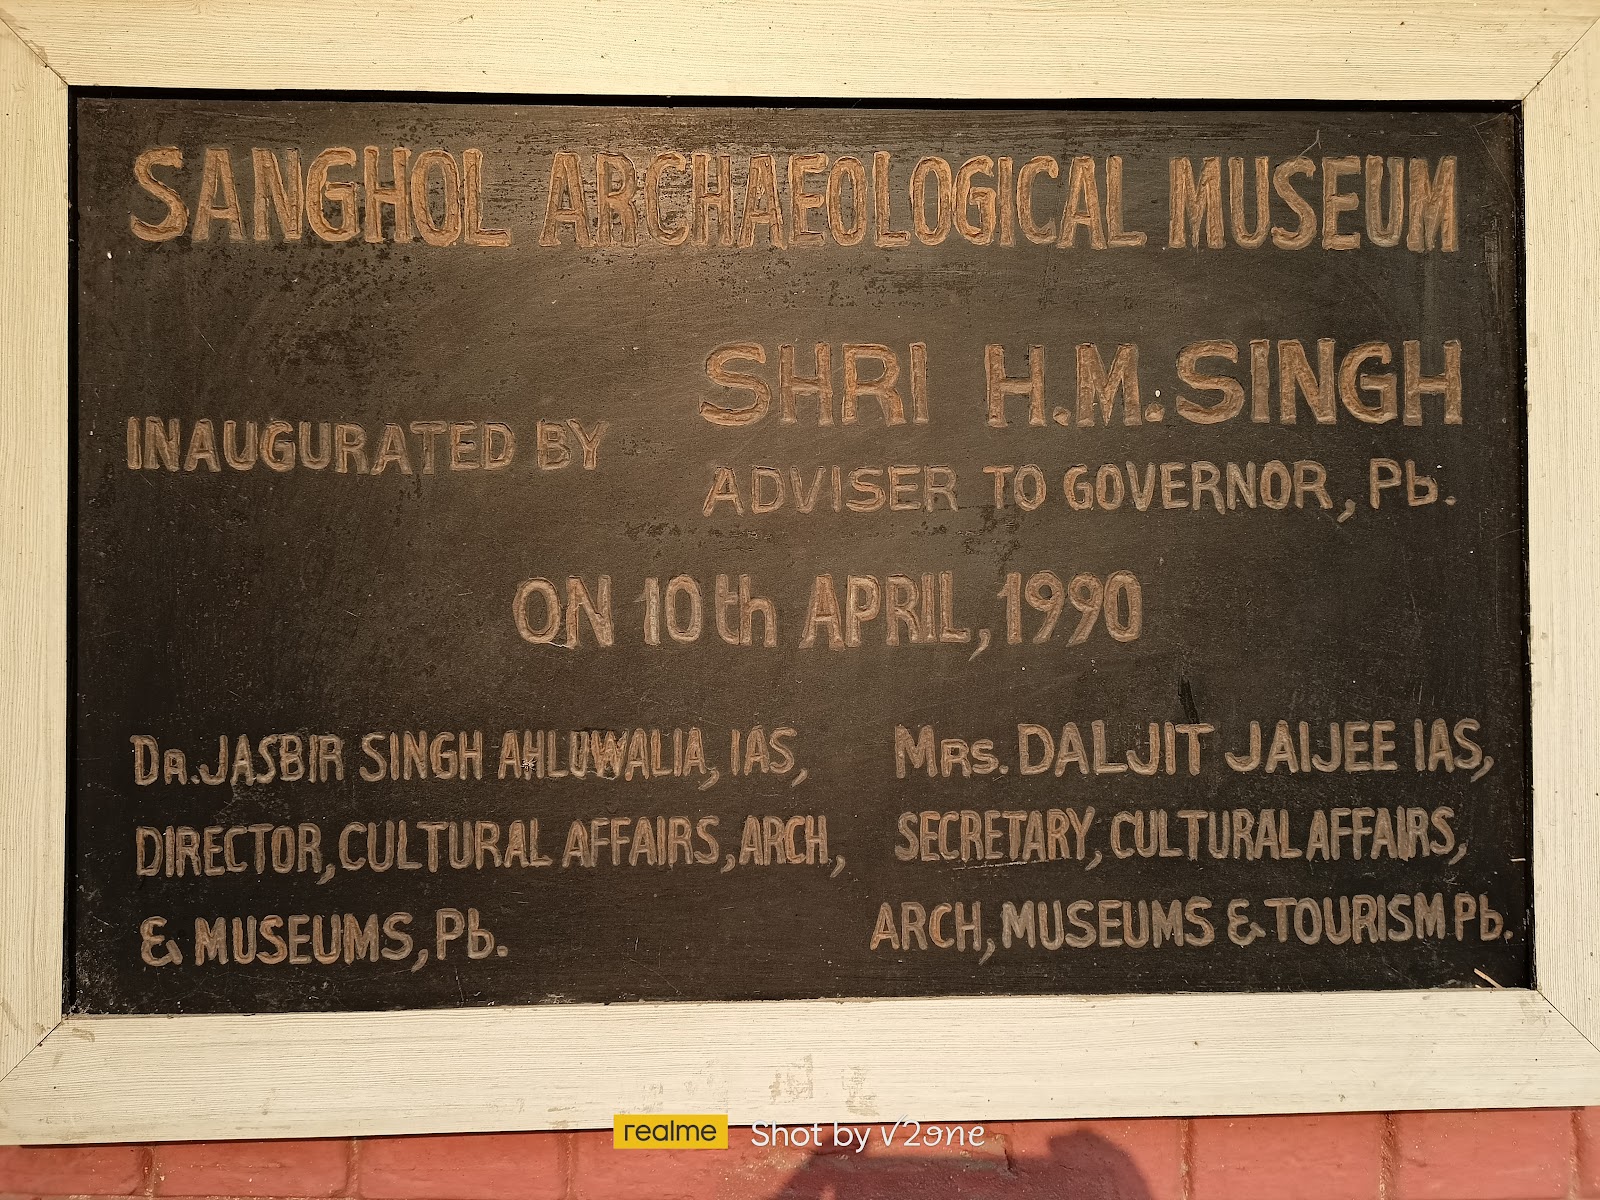 SANGHOL ARCHAEOLOGICAL MUSEUM
INAUGURATED BY
SHRI H.M. SINGH
ADVISER TO GOVERNOR, Pb.
ON 10th APRIL, 1990
DR. JASBIR SINGH AHLUWALIA, IAS,
DIRECTOR, CULTURAL AFFAIRS, ARCH,
& MUSEUMS, Pb.
MRS. DALJIT JAIJEE IAS,
SECRETARY, CULTURAL AFFAIRS,
ARCH, MUSEUMS & TOURISM Pb.
realme Shot by √2one